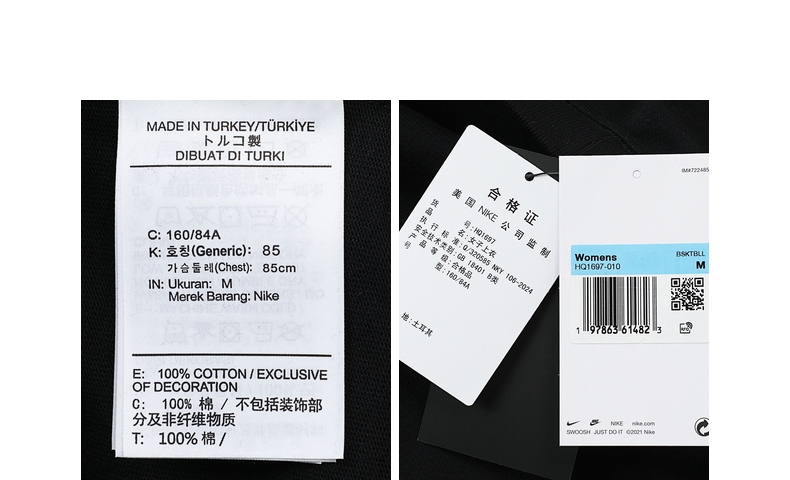 MADE IN TURKEY/TÜRKİYE
トルコ製
DIBUAT DI TURKI
C: 160/84A
K: 호칭(Generic): 85
가슴둘레(Chest): 85cm
IN: Ukuran: M
Merek Barang: Nike
E: 100% COTTON / EXCLUSIVE
OF DECORATION
C: 100% 棉 / 不包括装饰部
分及非纤维物质
T: 100% 棉 /
合格证
美国 NIKE 公司监制
货号:HQ1697
品名:女子上衣
执行标准:Q/320585 NKY 106-2024
安全技术类别:GB 18401 B类
产品等级:合格品
号型:160/84A
地:土耳其
IM#722485
Womens
HQ1697-010
BSKTBLL
M
1 97863 61482 3
NIKE nike.com
SWOOSH JUST DO IT ©2021 Nike